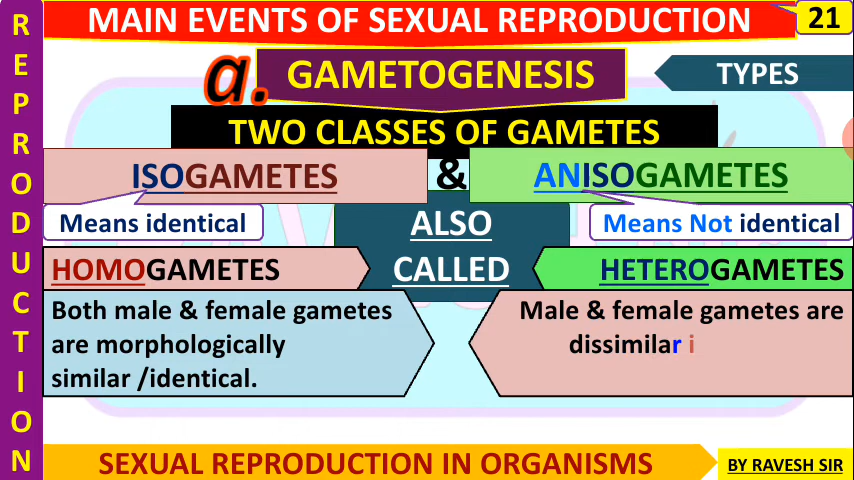 REPRODUCTION
MAIN EVENTS OF SEXUAL REPRODUCTION
21
a.
GAMETOGENESIS
TYPES
TWO CLASSES OF GAMETES
ISOGAMETES
&
ANISOGAMETES
Means identical
ALSO
CALLED
Means Not identical
HOMOGAMETES
HETEROGAMETES
Both male & female gametes
are morphologically
similar /identical.
Male & female gametes are
dissimilar i
SEXUAL REPRODUCTION IN ORGANISMS
BY RAVESH SIR